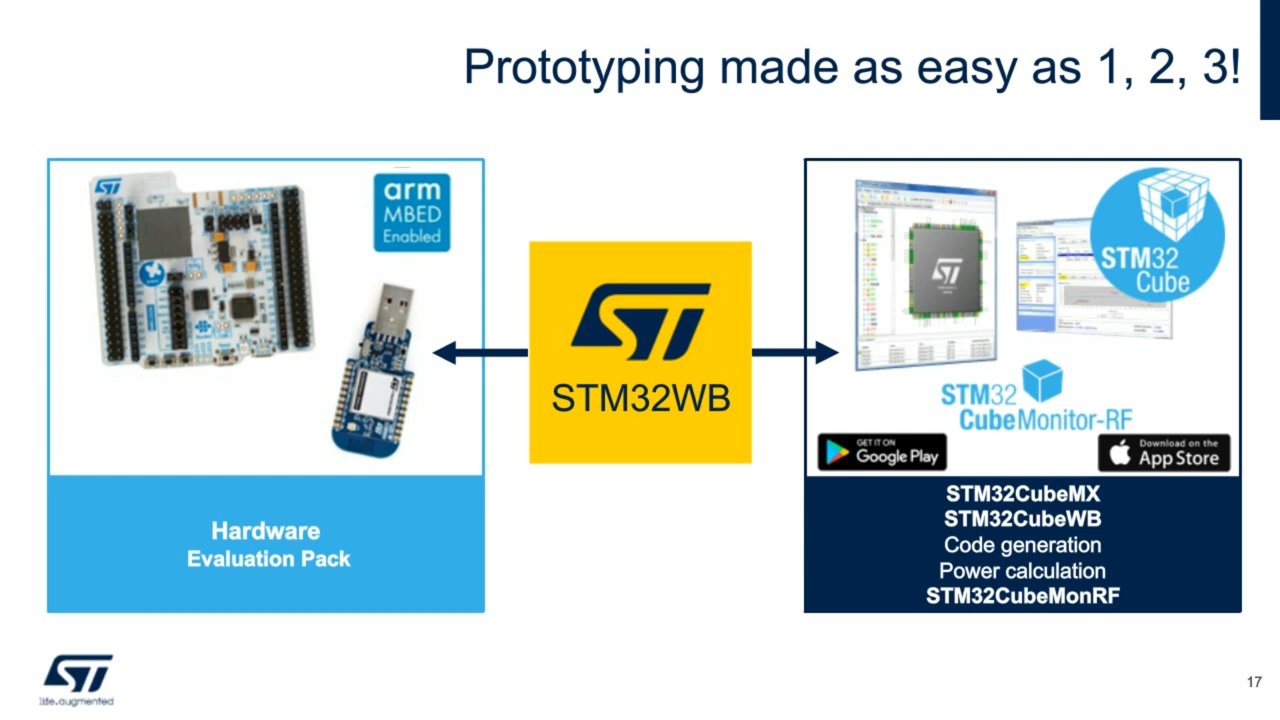 Prototyping made as easy as 1, 2, 3!
arm
MBED
Enabled
ST
STM32WB
STM32
Cube
STM32
CubeMonitor-RF
GET IT ON
Google Play
Download on the
App Store
Hardware
Evaluation Pack
STM32CubeMX
STM32CubeWB
Code generation
Power calculation
STM32CubeMonRF
ST
life.augmented
17